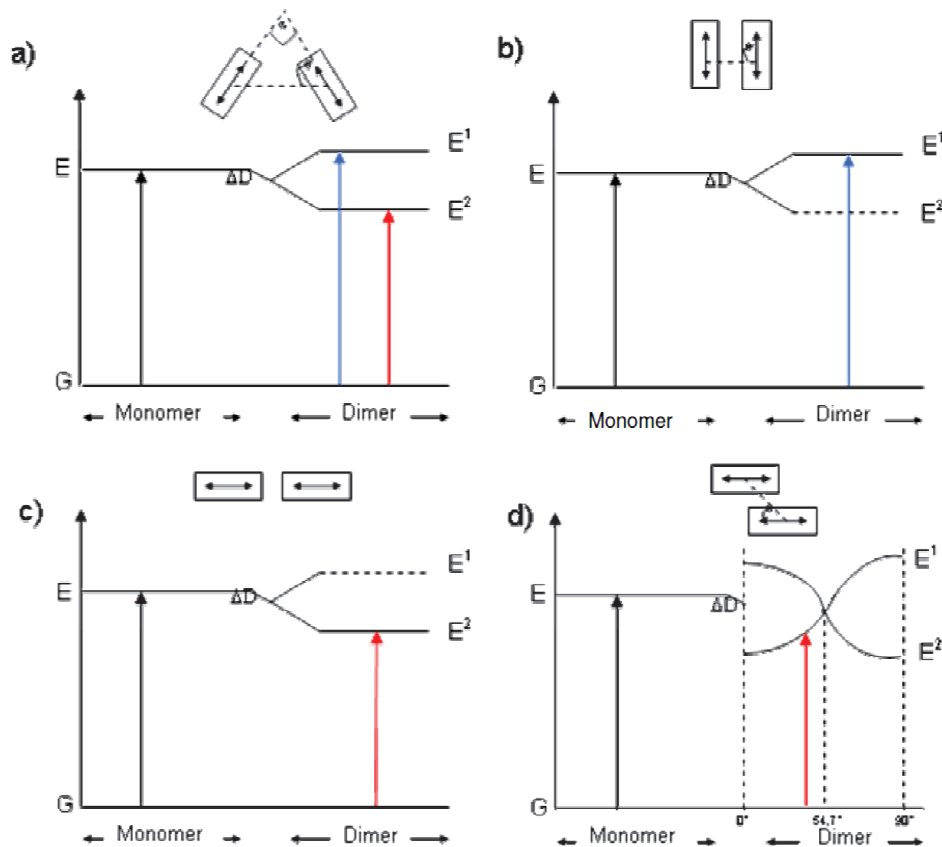 a)
E
ΔD
E¹
E²
G
Monomer
Dimer
b)
E
ΔD
E¹
E²
G
Monomer
Dimer
c)
E
ΔD
E¹
E²
G
Monomer
Dimer
d)
E
ΔD
E¹
E²
G
0° 54,7° 90°
Monomer
Dimer